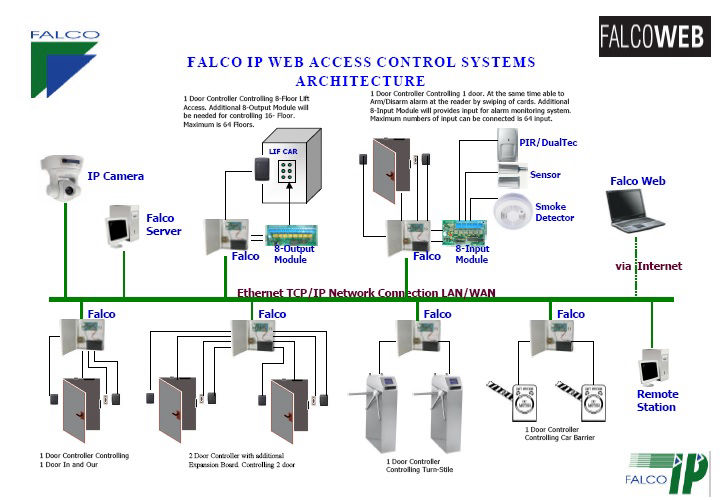 FALCO
FALCOWEB
FALCO IP WEB ACCESS CONTROL SYSTEMS
ARCHITECTURE
1 Door Controller Controlling 8-Floor Lift
Access. Additional 8-Output Module will
be needed for controlling 16- Floor.
Maximum is 64 Floors.
1 Door Controller Controlling 1 door. At the same time able to
Arm/Disarm alarm at the reader by swiping of cards. Additional
8-Input Module will provides input for alarm monitoring system.
Maximum numbers of input can be connected is 64 input.
LIF CAR
PIR/DualTec
IP Camera
Sensor
Falco Web
Falco
Server
Smoke
Detector
Falco
8-Output
Module
Falco
8-Input
Module
via Internet
Ethernet TCP/IP Network Connection LAN/WAN
Falco
Falco
Falco
Falco
Remote
Station
1 Door Controller Controlling
1 Door In and Our
2 Door Controller with additional
Expansion Board. Controlling 2 door
1 Door Controller
Controlling Turn-Stile
1 Door Controller
Controlling Car Barrier
FALCO iP